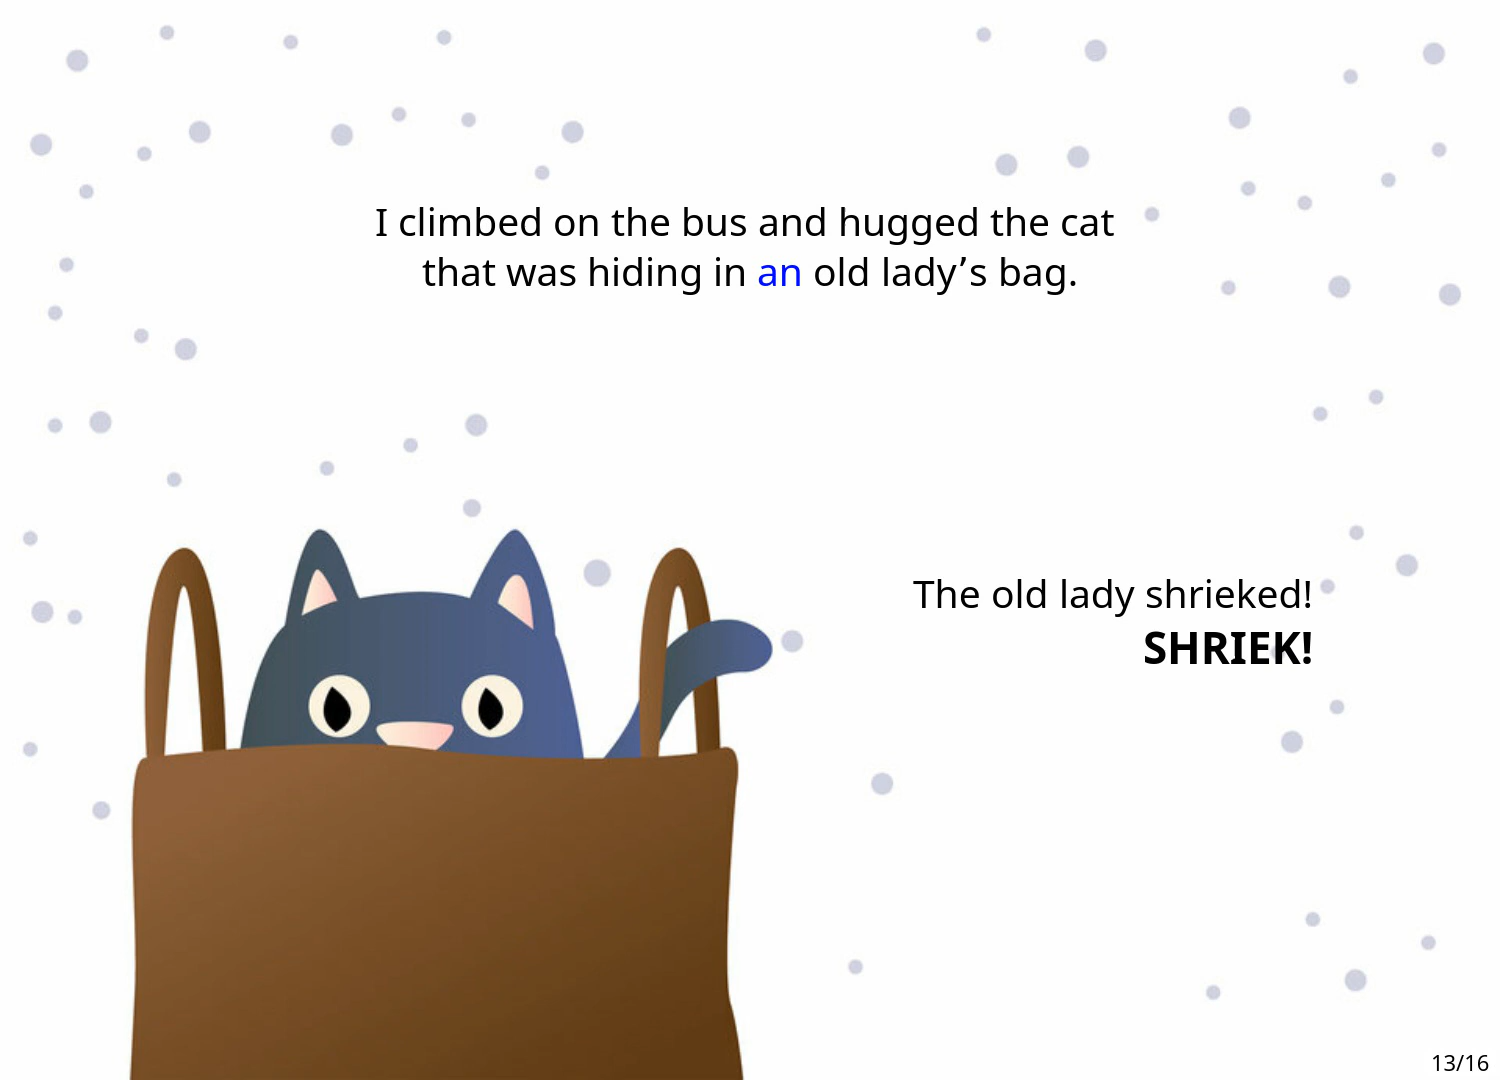 I climbed on the bus and hugged the cat
that was hiding in an old lady’s bag.
The old lady shrieked!
SHRIEK!
13/16